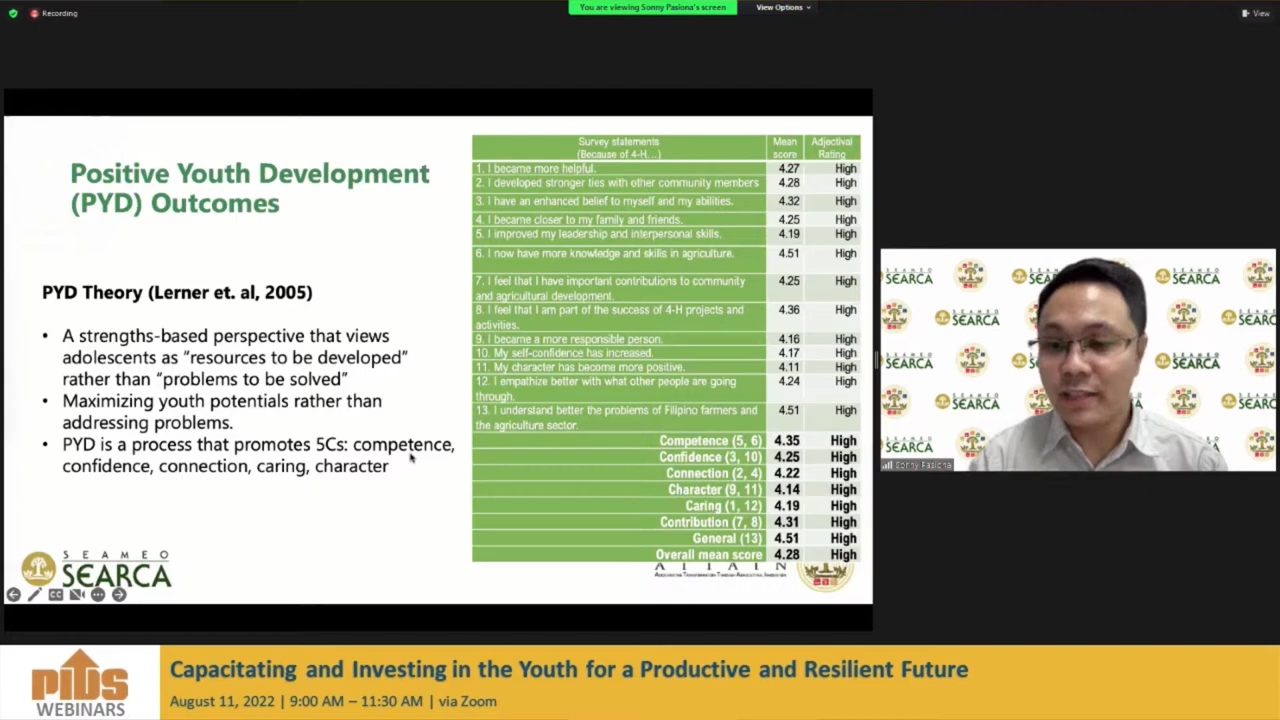 Recording
You are viewing Sonny Pasiona's screen
View Options
View
Positive Youth Development
(PYD) Outcomes
PYD Theory (Lerner et. al, 2005)
• A strengths-based perspective that views
adolescents as “resources to be developed”
rather than “problems to be solved”
• Maximizing youth potentials rather than
addressing problems.
• PYD is a process that promotes 5Cs: competence,
confidence, connection, caring, character
SEAMEO
SEARCA
Survey statements
(Because of 4-H...)
Mean
score
Adjectival
Rating
1. I became more helpful. 4.27 High
2. I developed stronger ties with other community members 4.28 High
3. I have an enhanced belief to myself and my abilities. 4.32 High
4. I became closer to my family and friends. 4.25 High
5. I improved my leadership and interpersonal skills. 4.19 High
6. I now have more knowledge and skills in agriculture. 4.51 High
7. I feel that I have important contributions to community
and agricultural development. 4.25 High
8. I feel that I am part of the success of 4-H projects and
activities. 4.36 High
9. I became a more responsible person. 4.16 High
10. My self-confidence has increased. 4.17 High
11. My character has become more positive. 4.11 High
12. I empathize better with what other people are going
through. 4.24 High
13. I understand better the problems of Filipino farmers and
the agriculture sector. 4.51 High
Competence (5, 6) 4.35 High
Confidence (3, 10) 4.25 High
Connection (2, 4) 4.22 High
Character (9, 11) 4.14 High
Caring (1, 12) 4.19 High
Contribution (7, 8) 4.31 High
General (13) 4.51 High
Overall mean score 4.28 High
SEARCA
SEARCA
SEARCA
SEARCA
Sonny Pasiona
PIDS
WEBINARS
Capacitating and Investing in the Youth for a Productive and Resilient Future
August 11, 2022 | 9:00 AM – 11:30 AM | via Zoom